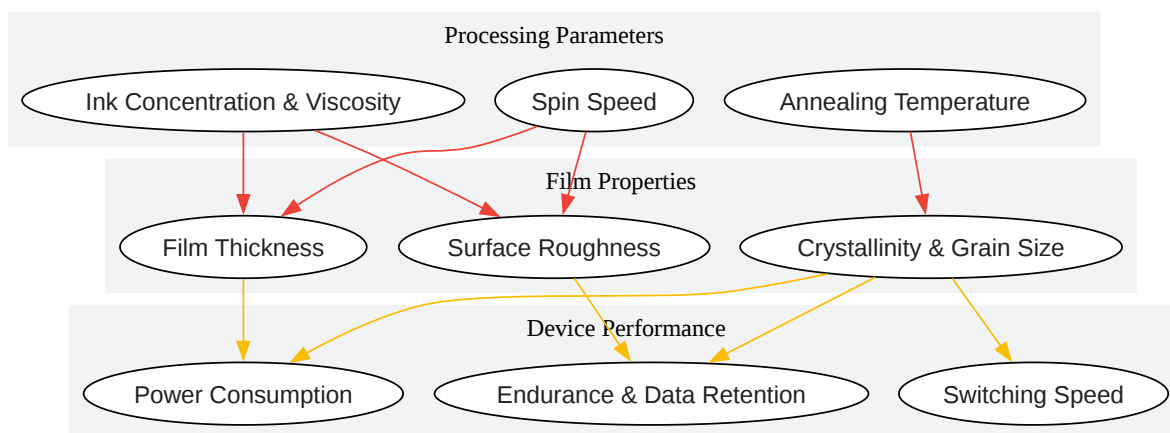 Processing Parameters
Ink Concentration & Viscosity
Spin Speed
Annealing Temperature
Film Properties
Film Thickness
Surface Roughness
Crystallinity & Grain Size
Device Performance
Power Consumption
Endurance & Data Retention
Switching Speed